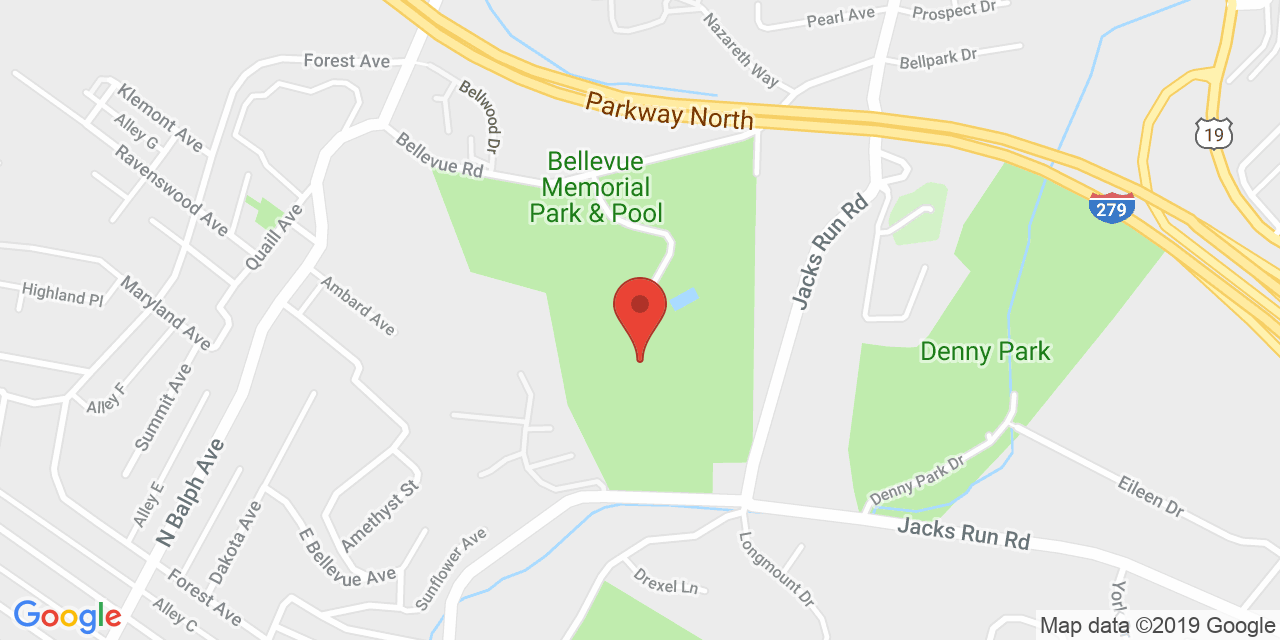 Pearl Ave
Prospect Dr
Nazareth Way
Bellpark Dr
Forest Ave
Bellwood Dr
Klemont Ave
Alley G
Ravenswood Ave
Parkway North
19
Bellevue Rd
Bellevue
Memorial
Park & Pool
279
Quaill Ave
Jacks Run Rd
Highland Pl
Maryland Ave
Ambard Ave
Denny Park
Alley F
Summit Ave
N Balph Ave
Alley E
Dakota Ave
Amethyst St
E Bellevue Ave
Sunflower Ave
Denny Park Dr
Eileen Dr
Jacks Run Rd
Longmount Dr
Drexel Ln
Forest Ave
Alley C
York
Google
Map data ©2019 Google